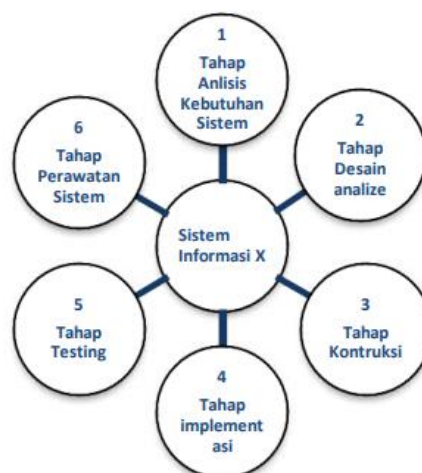 1
Tahap
Anlisis
Kebutuhan
Sistem
2
Tahap
Desain
analize
3
Tahap
Kontruksi
4
Tahap
implement
asi
5
Tahap
Testing
6
Tahap
Perawatan
Sistem
Sistem
Informasi X